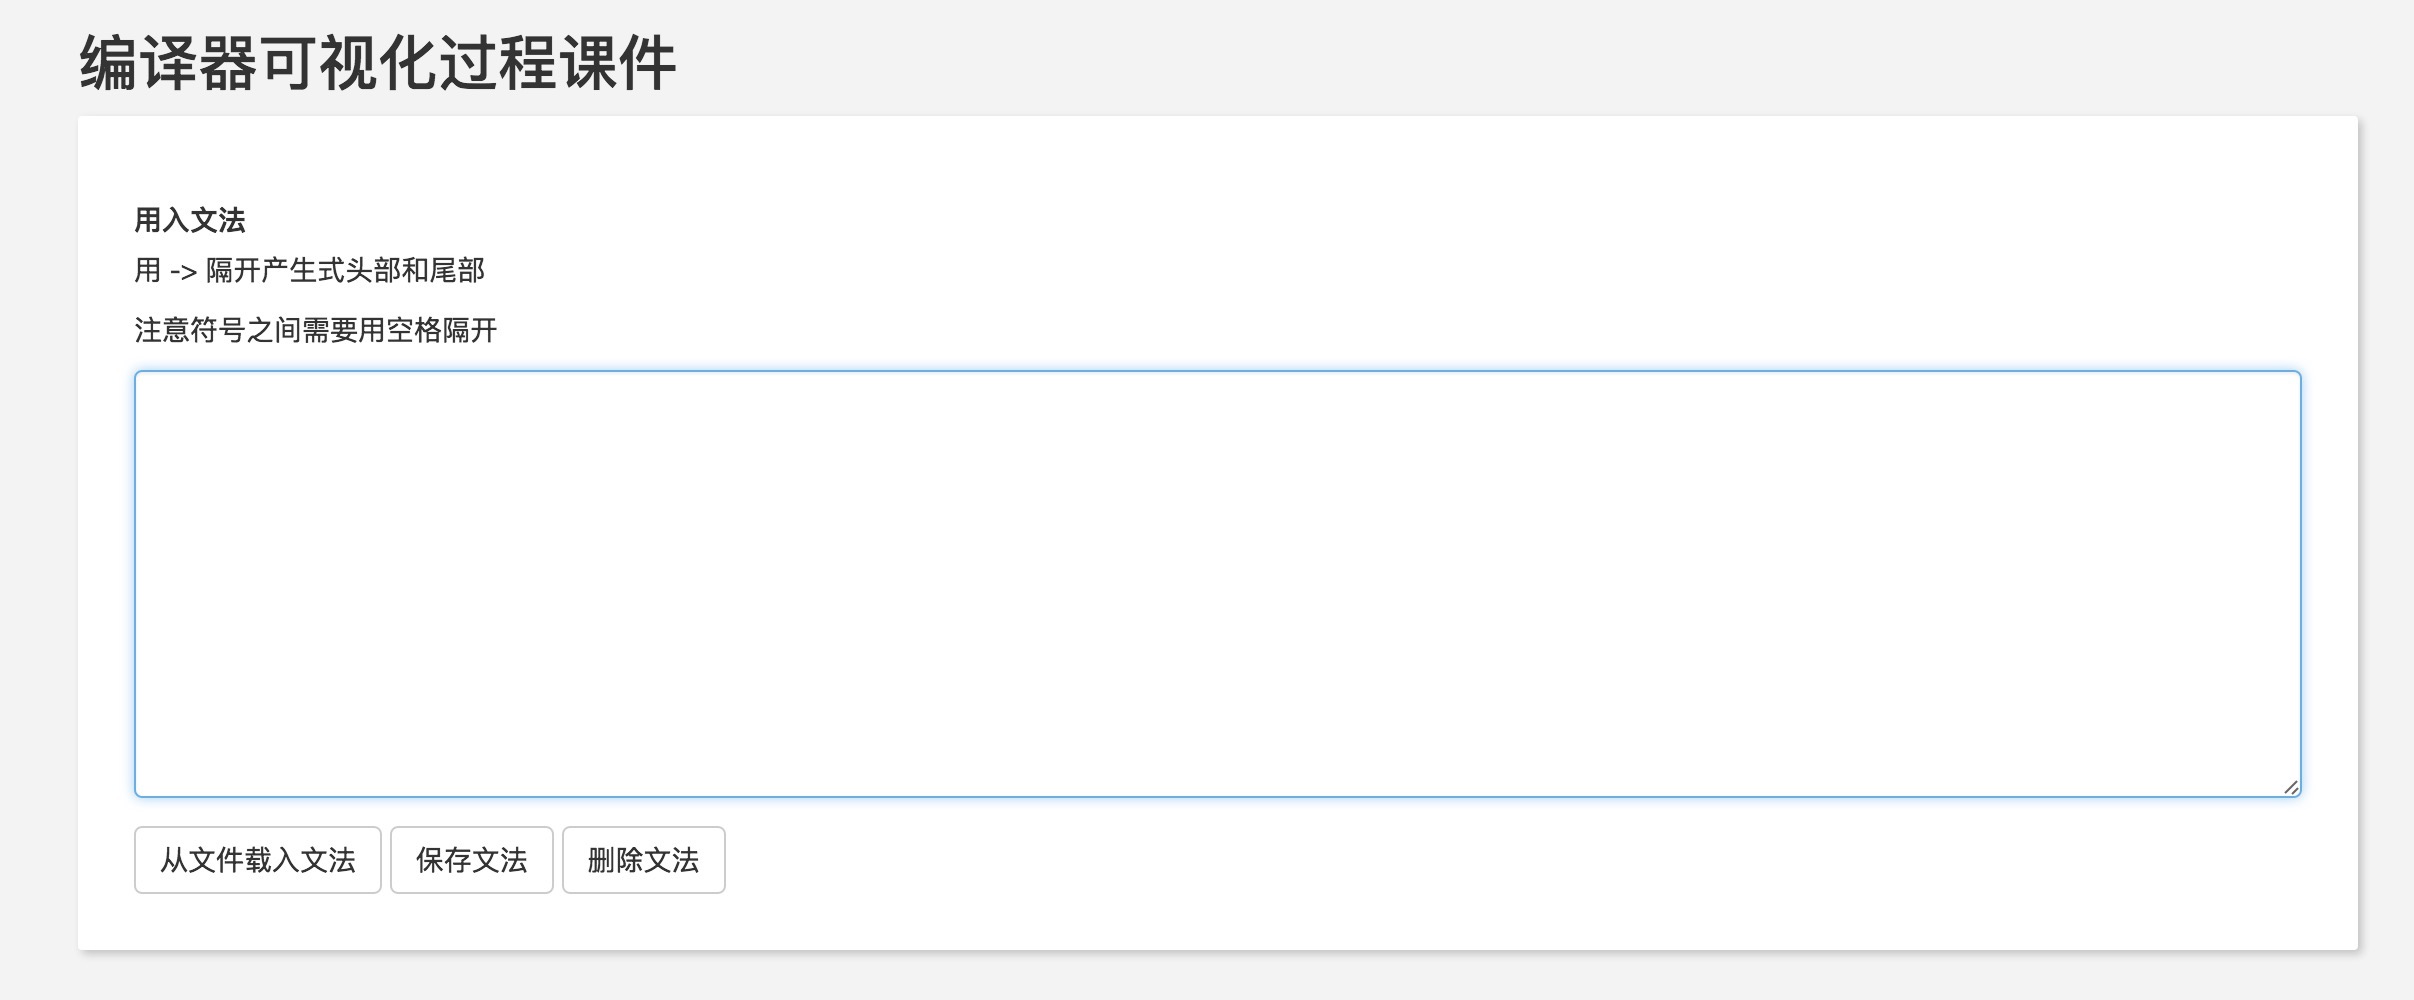 编译器可视化过程课件
用入文法
用 -> 隔开产生式头部和尾部
注意符号之间需要用空格隔开
从文件载入文法 保存文法 删除文法